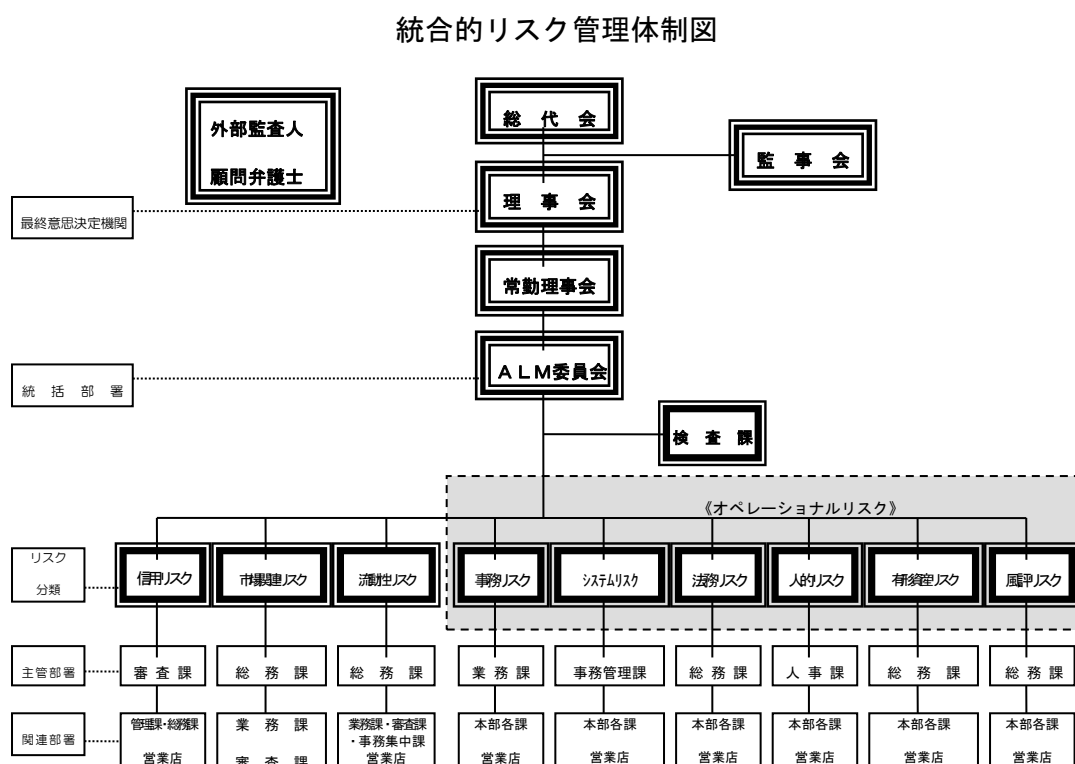 統合的リスク管理体制図
総代会
外部監査人
顧問弁護士
監事会
理事会
最終意思決定機関
常勤理事会
ALM委員会
統括部署
検査課
《オペレーショナルリスク》
リスク
分類
信用リスク
市場関連リスク
流動性リスク
事務リスク
システムリスク
法務リスク
人的リスク
有形資産リスク
風評リスク
主管部署
審査課
総務課
総務課
業務課
事務管理課
総務課
人事課
総務課
総務課
関連部署
管理課・総務課
営業店
業務課
審査課
業務課・審査課
・事務集中課
営業店
本部各課
営業店
本部各課
営業店
本部各課
営業店
本部各課
営業店
本部各課
営業店
本部各課
営業店